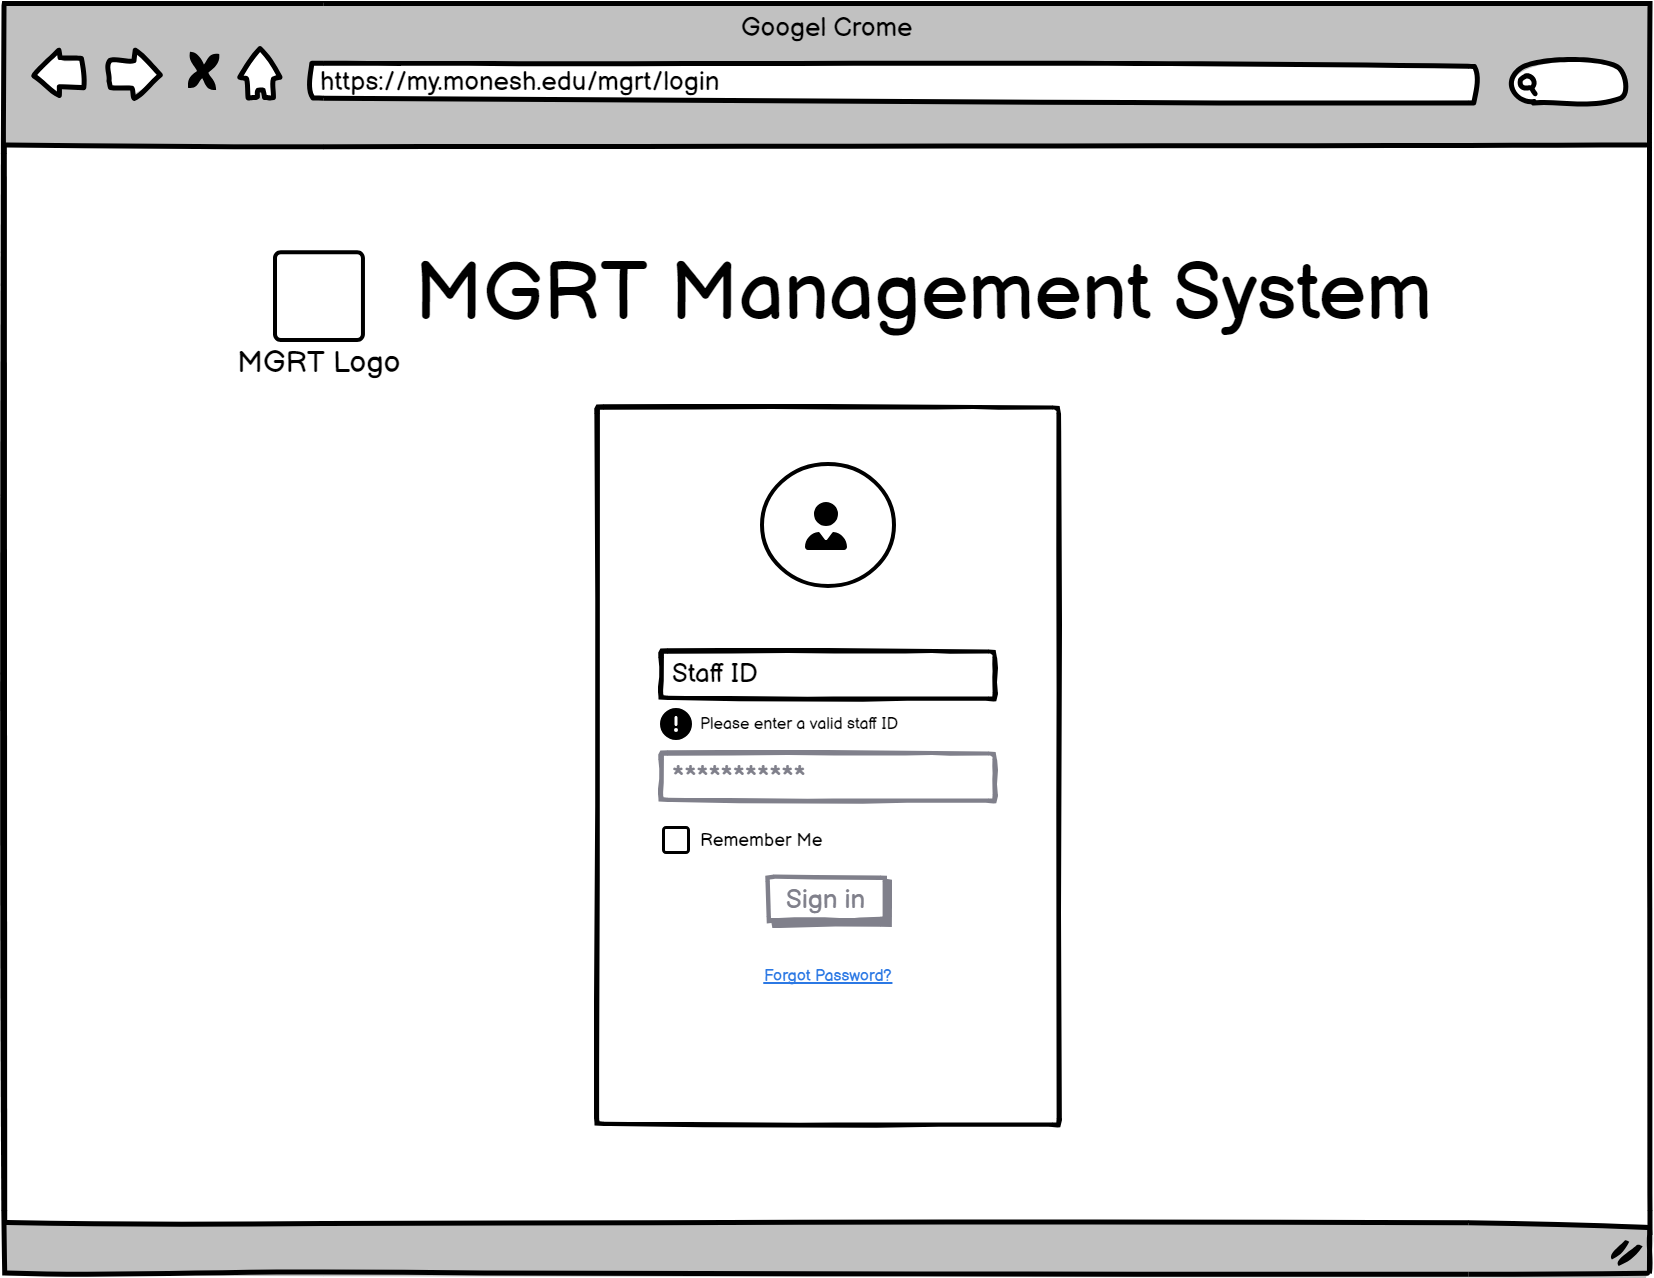 Googel Crome
https://my.monesh.edu/mgrt/login
MGRT Management System
MGRT Logo
Staff ID
! Please enter a valid staff ID
***********
Remember Me
Sign in
Forgot Password?